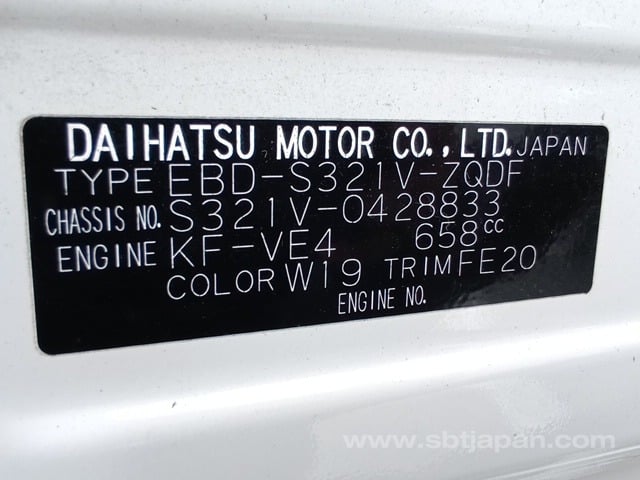 DAIHATSU MOTOR CO., LTD. JAPAN
TYPE EBD-S321V-ZQDF
CHASSIS NO. S321V-0428833
ENGINE KF-VE4 658cc
COLOR W19 TRIM FE20
ENGINE NO.
www.sbtjapan.com